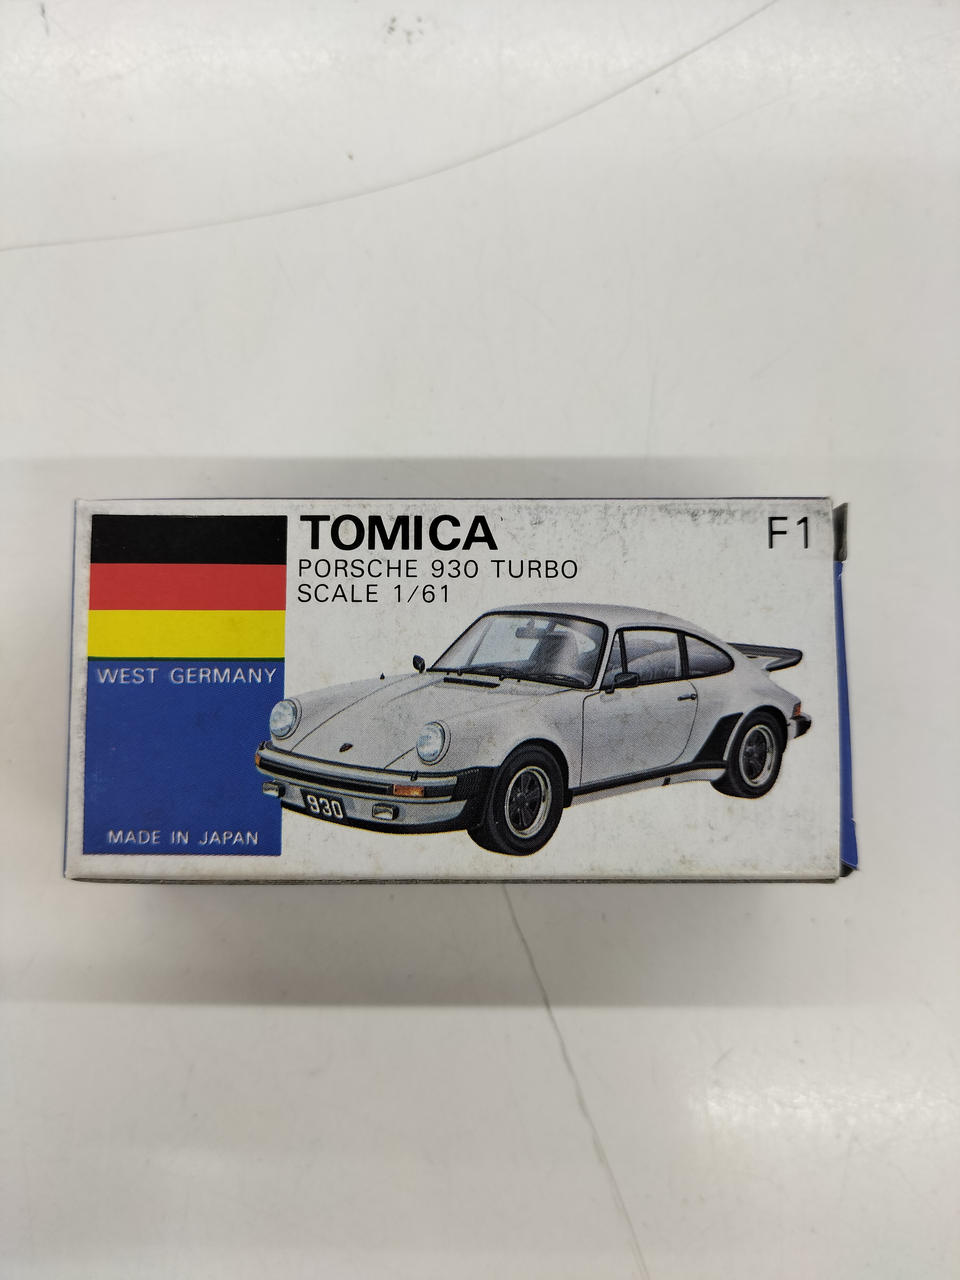 TOMICA
F1
PORSCHE 930 TURBO
SCALE 1/61
WEST GERMANY
930
MADE IN JAPAN